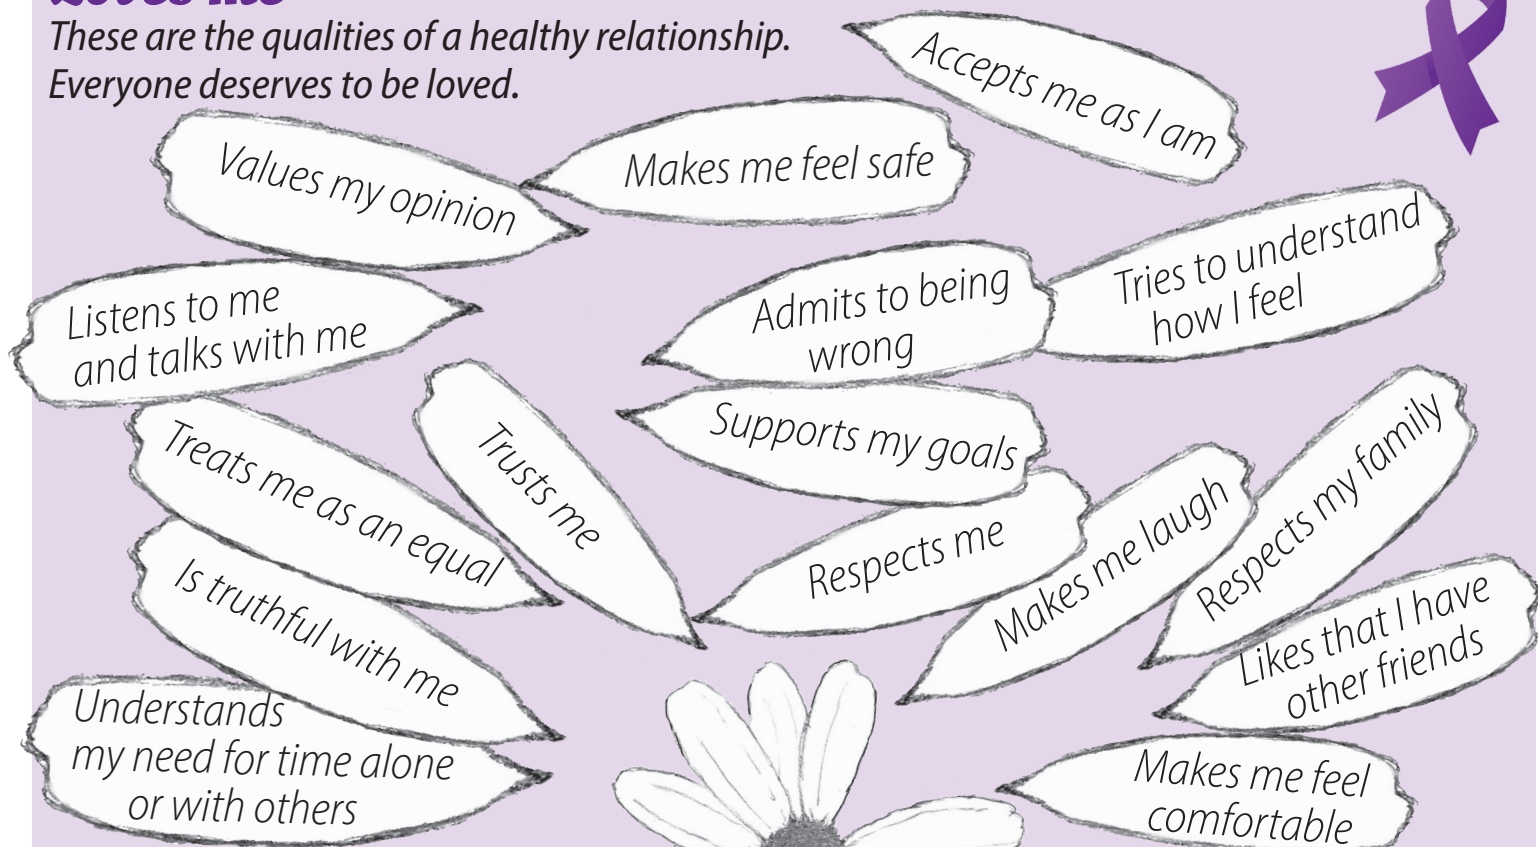 Loves Me
These are the qualities of a healthy relationship.
Everyone deserves to be loved.
Accepts me as I am
Values my opinion
Makes me feel safe
Tries to understand
how I feel
Listens to me
and talks with me
Admits to being
wrong
Supports my goals
Treats me as an equal
Trusts me
Respects me
Makes me laugh
Respects my family
Is truthful with me
Likes that I have
other friends
Understands
my need for time alone
or with others
Makes me feel
comfortable